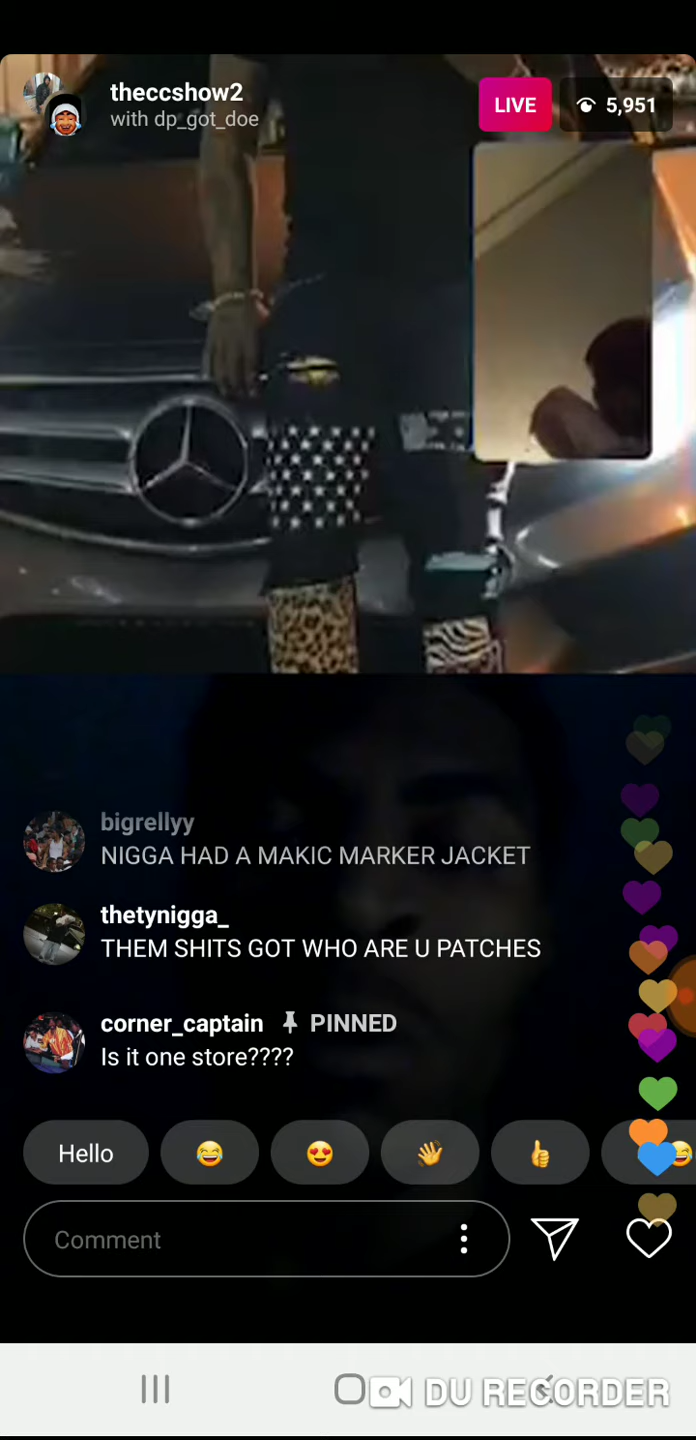 theccshow2
with dp_got_doe
LIVE
5,951
bigrellyy
NIGGA HAD A MAKIC MARKER JACKET
thetynigga_
THEM SHITS GOT WHO ARE U PATCHES
corner_captain PINNED
Is it one store????
Hello
Comment
DU RECORDER